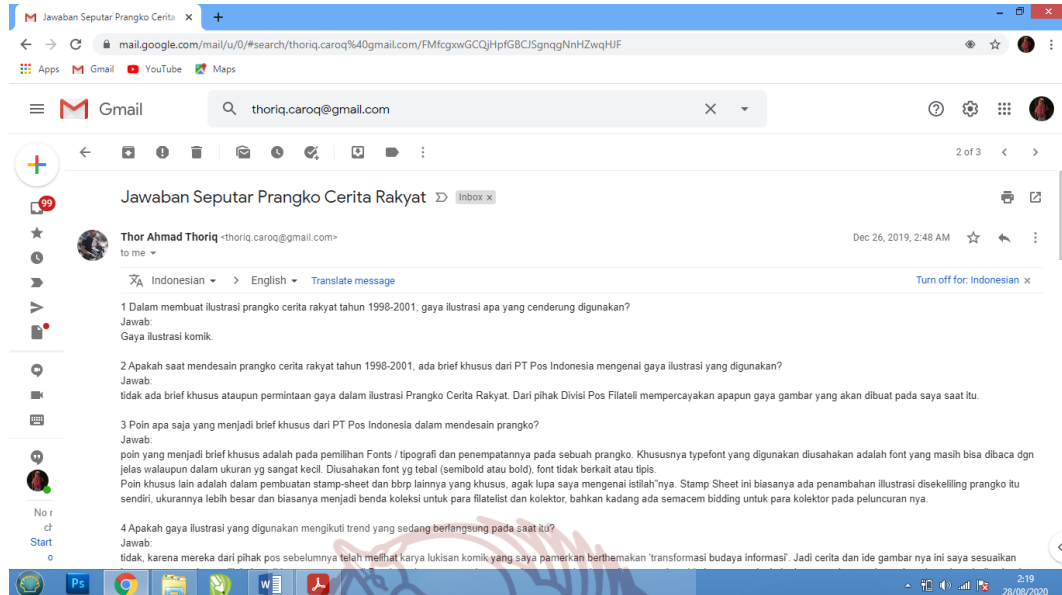 Jawaban Seputar Prangko Cerita
mail.google.com/mail/u/0/#search/thoriq.caroq%40gmail.com/FMfcgxwGCQjHpfGBCJSgnqgNnHZwqHJF
Apps Gmail YouTube Maps
Gmail
thoriq.caroq@gmail.com
2 of 3
Jawaban Seputar Prangko Cerita Rakyat Inbox x
99
Thor Ahmad Thoriq <thoriq.caroq@gmail.com>
Dec 26, 2019, 2:48 AM
to me
Indonesian > English Translate message
Turn off for: Indonesian x
1 Dalam membuat ilustrasi prangko cerita rakyat tahun 1998-2001, gaya ilustrasi apa yang cenderung digunakan?
Jawab:
Gaya ilustrasi komik.
2 Apakah saat mendesain prangko cerita rakyat tahun 1998-2001, ada brief khusus dari PT Pos Indonesia mengenai gaya ilustrasi yang digunakan?
Jawab:
tidak ada brief khusus ataupun permintaan gaya dalam ilustrasi Prangko Cerita Rakyat. Dari pihak Divisi Pos Filateli mempercayakan apapun gaya gambar yang akan dibuat pada saya saat itu.
3 Poin apa saja yang menjadi brief khusus dari PT Pos Indonesia dalam mendesain prangko?
Jawab:
poin yang menjadi brief khusus adalah pada pemilihan Fonts / tipografi dan penempatannya pada sebuah prangko. Khususnya typefont yang digunakan diusahakan adalah font yang masih bisa dibaca dgn
jelas walaupun dalam ukuran yg sangat kecil. Diusahakan font yg tebal (semibold atau bold), font tidak berkait atau tipis.
Poin khusus lain adalah dalam pembuatan stamp-sheet dan bbrp lainnya yang khusus, agak lupa saya mengenai istilah"nya. Stamp Sheet ini biasanya ada penambahan illustrasi disekeliling prangko itu
sendiri, ukurannya lebih besar dan biasanya menjadi benda koleksi untuk para filatelist dan kolektor, bahkan kadang ada semacem bidding untuk para kolektor pada peluncuran nya.
4 Apakah gaya ilustrasi yang digunakan mengikuti trend yang sedang berlangsung pada saat itu?
Jawab:
tidak, karena mereka dari pihak pos sebelumnya telah melihat karya lukisan komik yang saya pamerkan berthemakan 'transformasi budaya informasi'. Jadi cerita dan ide gambar nya ini saya sesuaikan
No r
ch
Start
o
2:19
28/08/2020